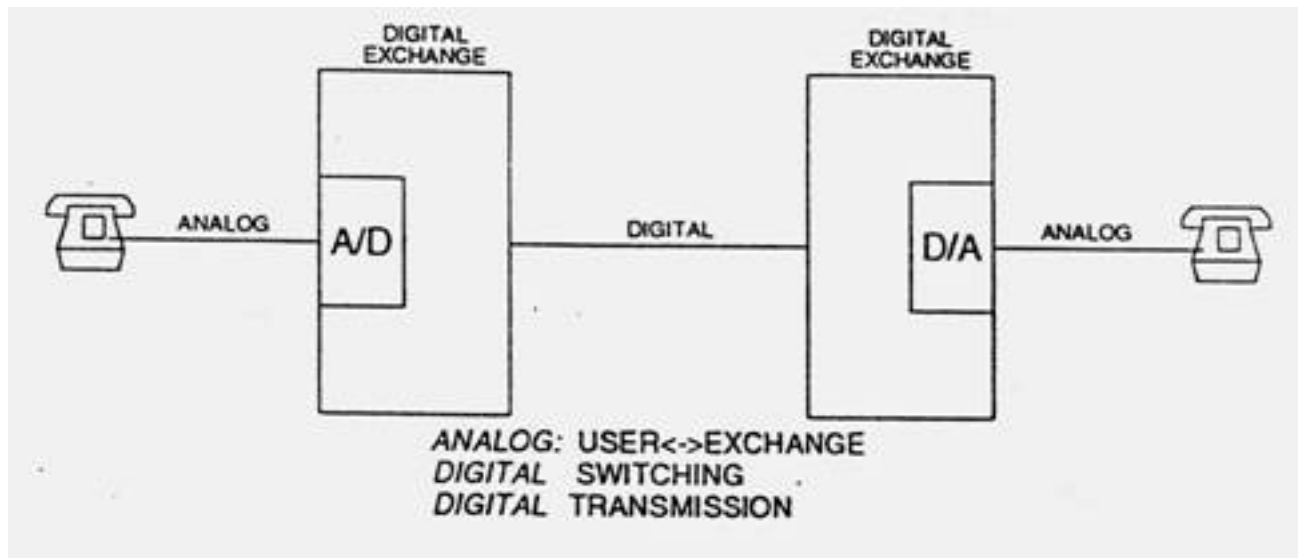 DIGITAL
EXCHANGE
DIGITAL
EXCHANGE
ANALOG
A/D
DIGITAL
D/A
ANALOG
ANALOG: USER<->EXCHANGE
DIGITAL SWITCHING
DIGITAL TRANSMISSION